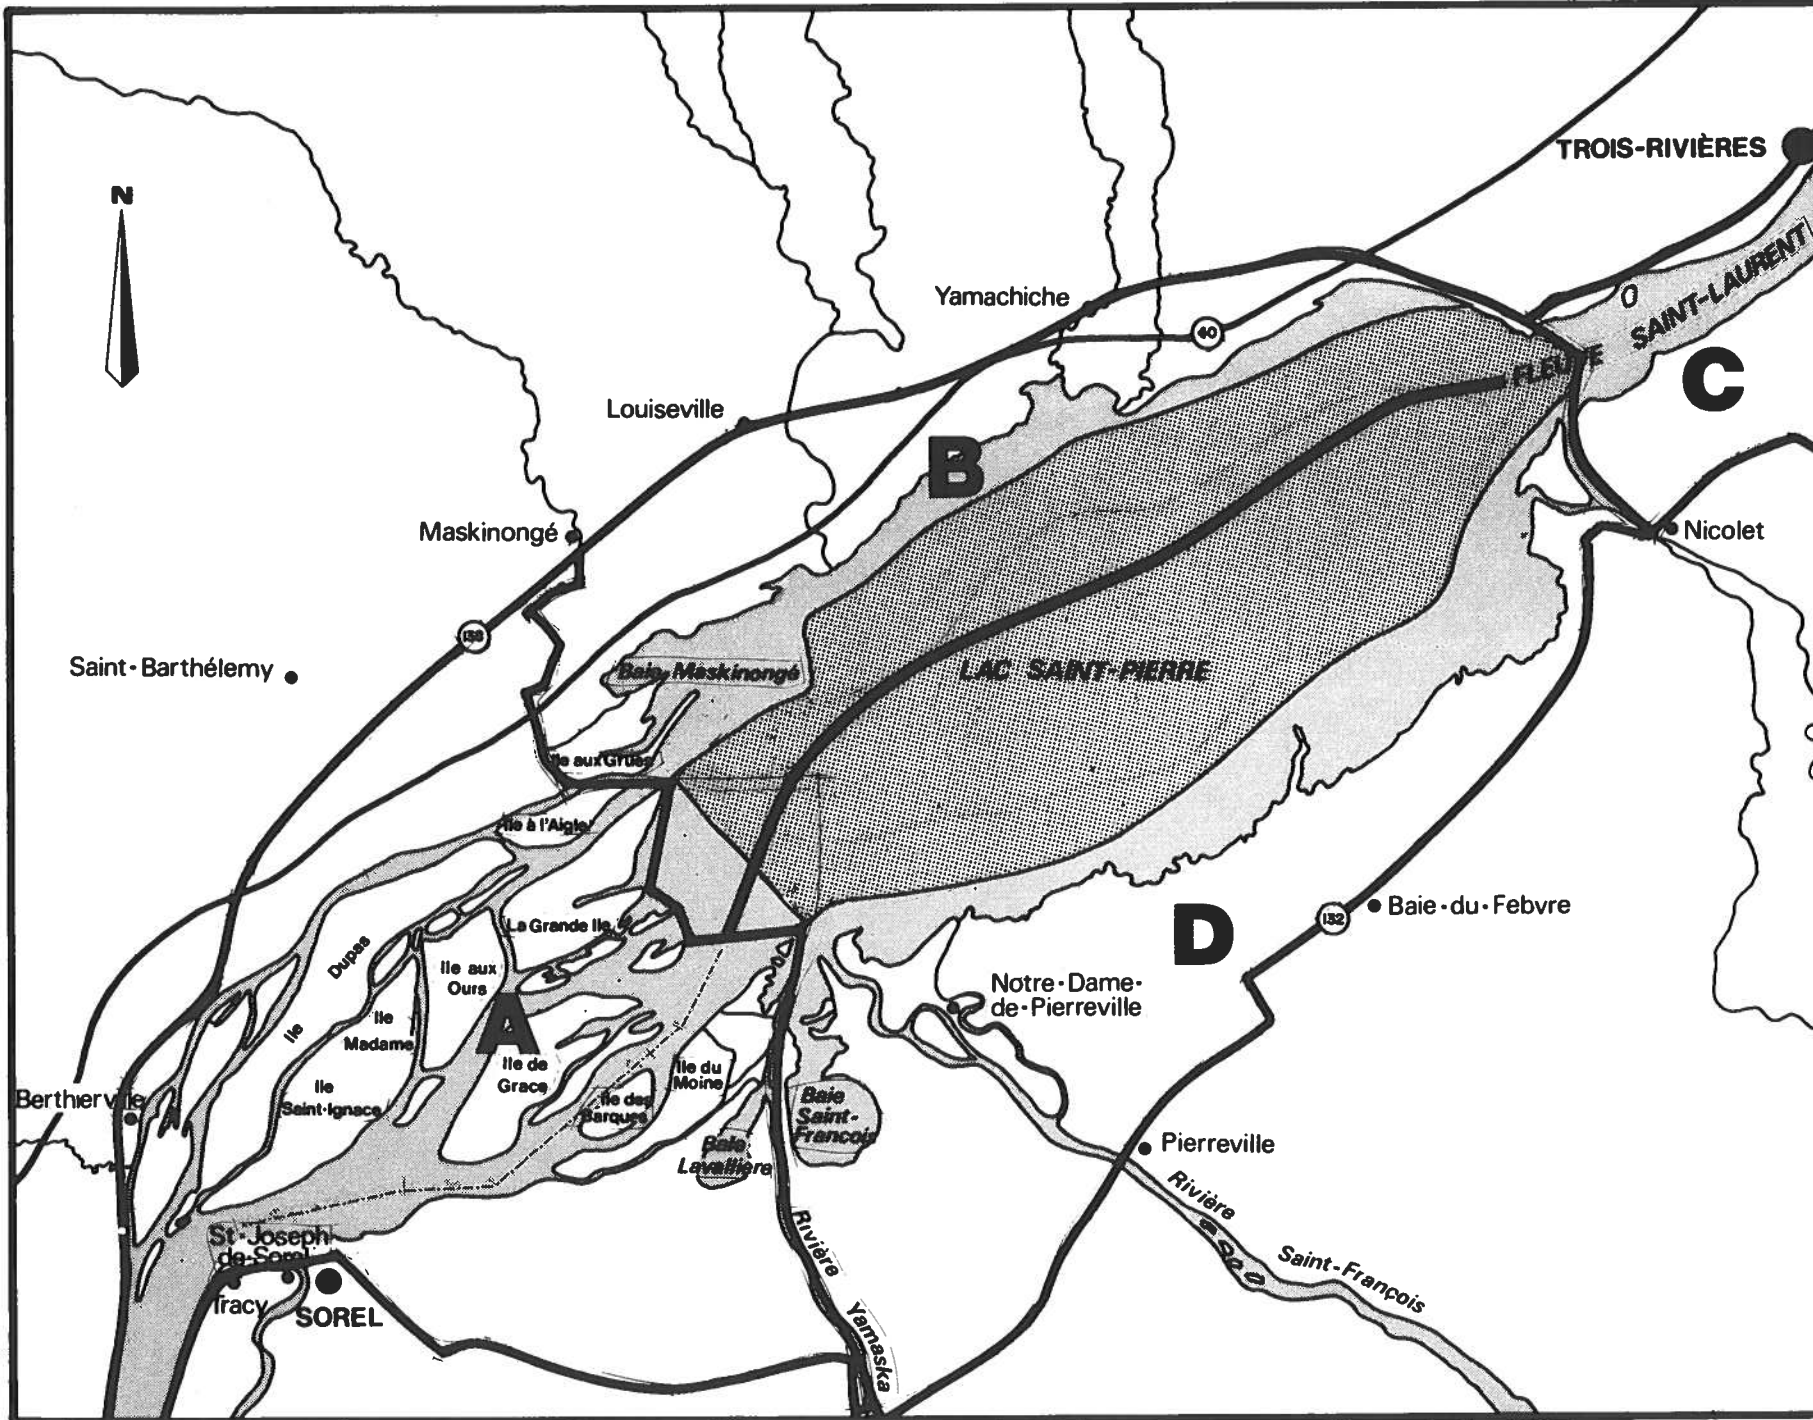 TROIS-RIVIÈRES
N
SAINT-LAURENT
Yamachiche
40
FLEUVE
C
Louiseville
B
Maskinongé
Nicolet
138
Saint-Barthélemy
Baie Maskinongé
LAC SAINT-PIERRE
Ile aux Grues
Ile à l'Aigle
132
Baie-du-Febvre
La Grande Ile
D
Dupas
Ile
Ile aux
Ours
Notre-Dame-
de-Pierreville
A
Ile
Madame
Ile de
Grace
Ile du
Moine
Ile
Saint-Ignace
Ile des
Barques
Baie
Saint-
François
Berthierville
Baie
Lavallière
Pierreville
Rivière
Saint-François
St-Joseph
de-Sorel
Tracy
SOREL
Rivière
Yamaska